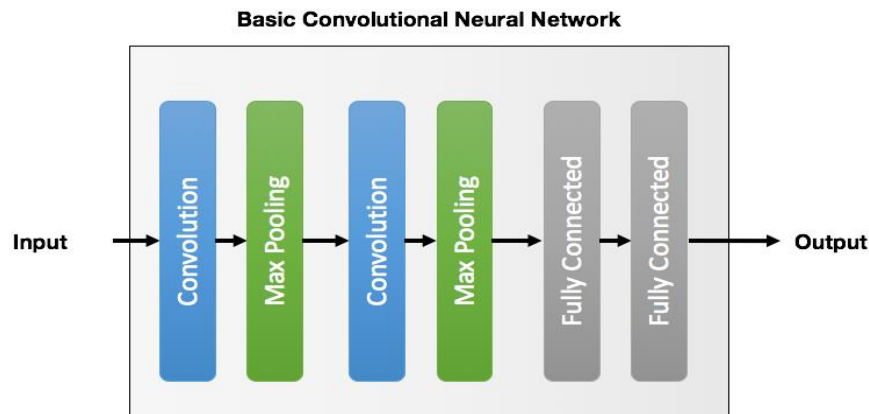 Basic Convolutional Neural Network
Input
Convolution
Max Pooling
Convolution
Max Pooling
Fully Connected
Fully Connected
Output